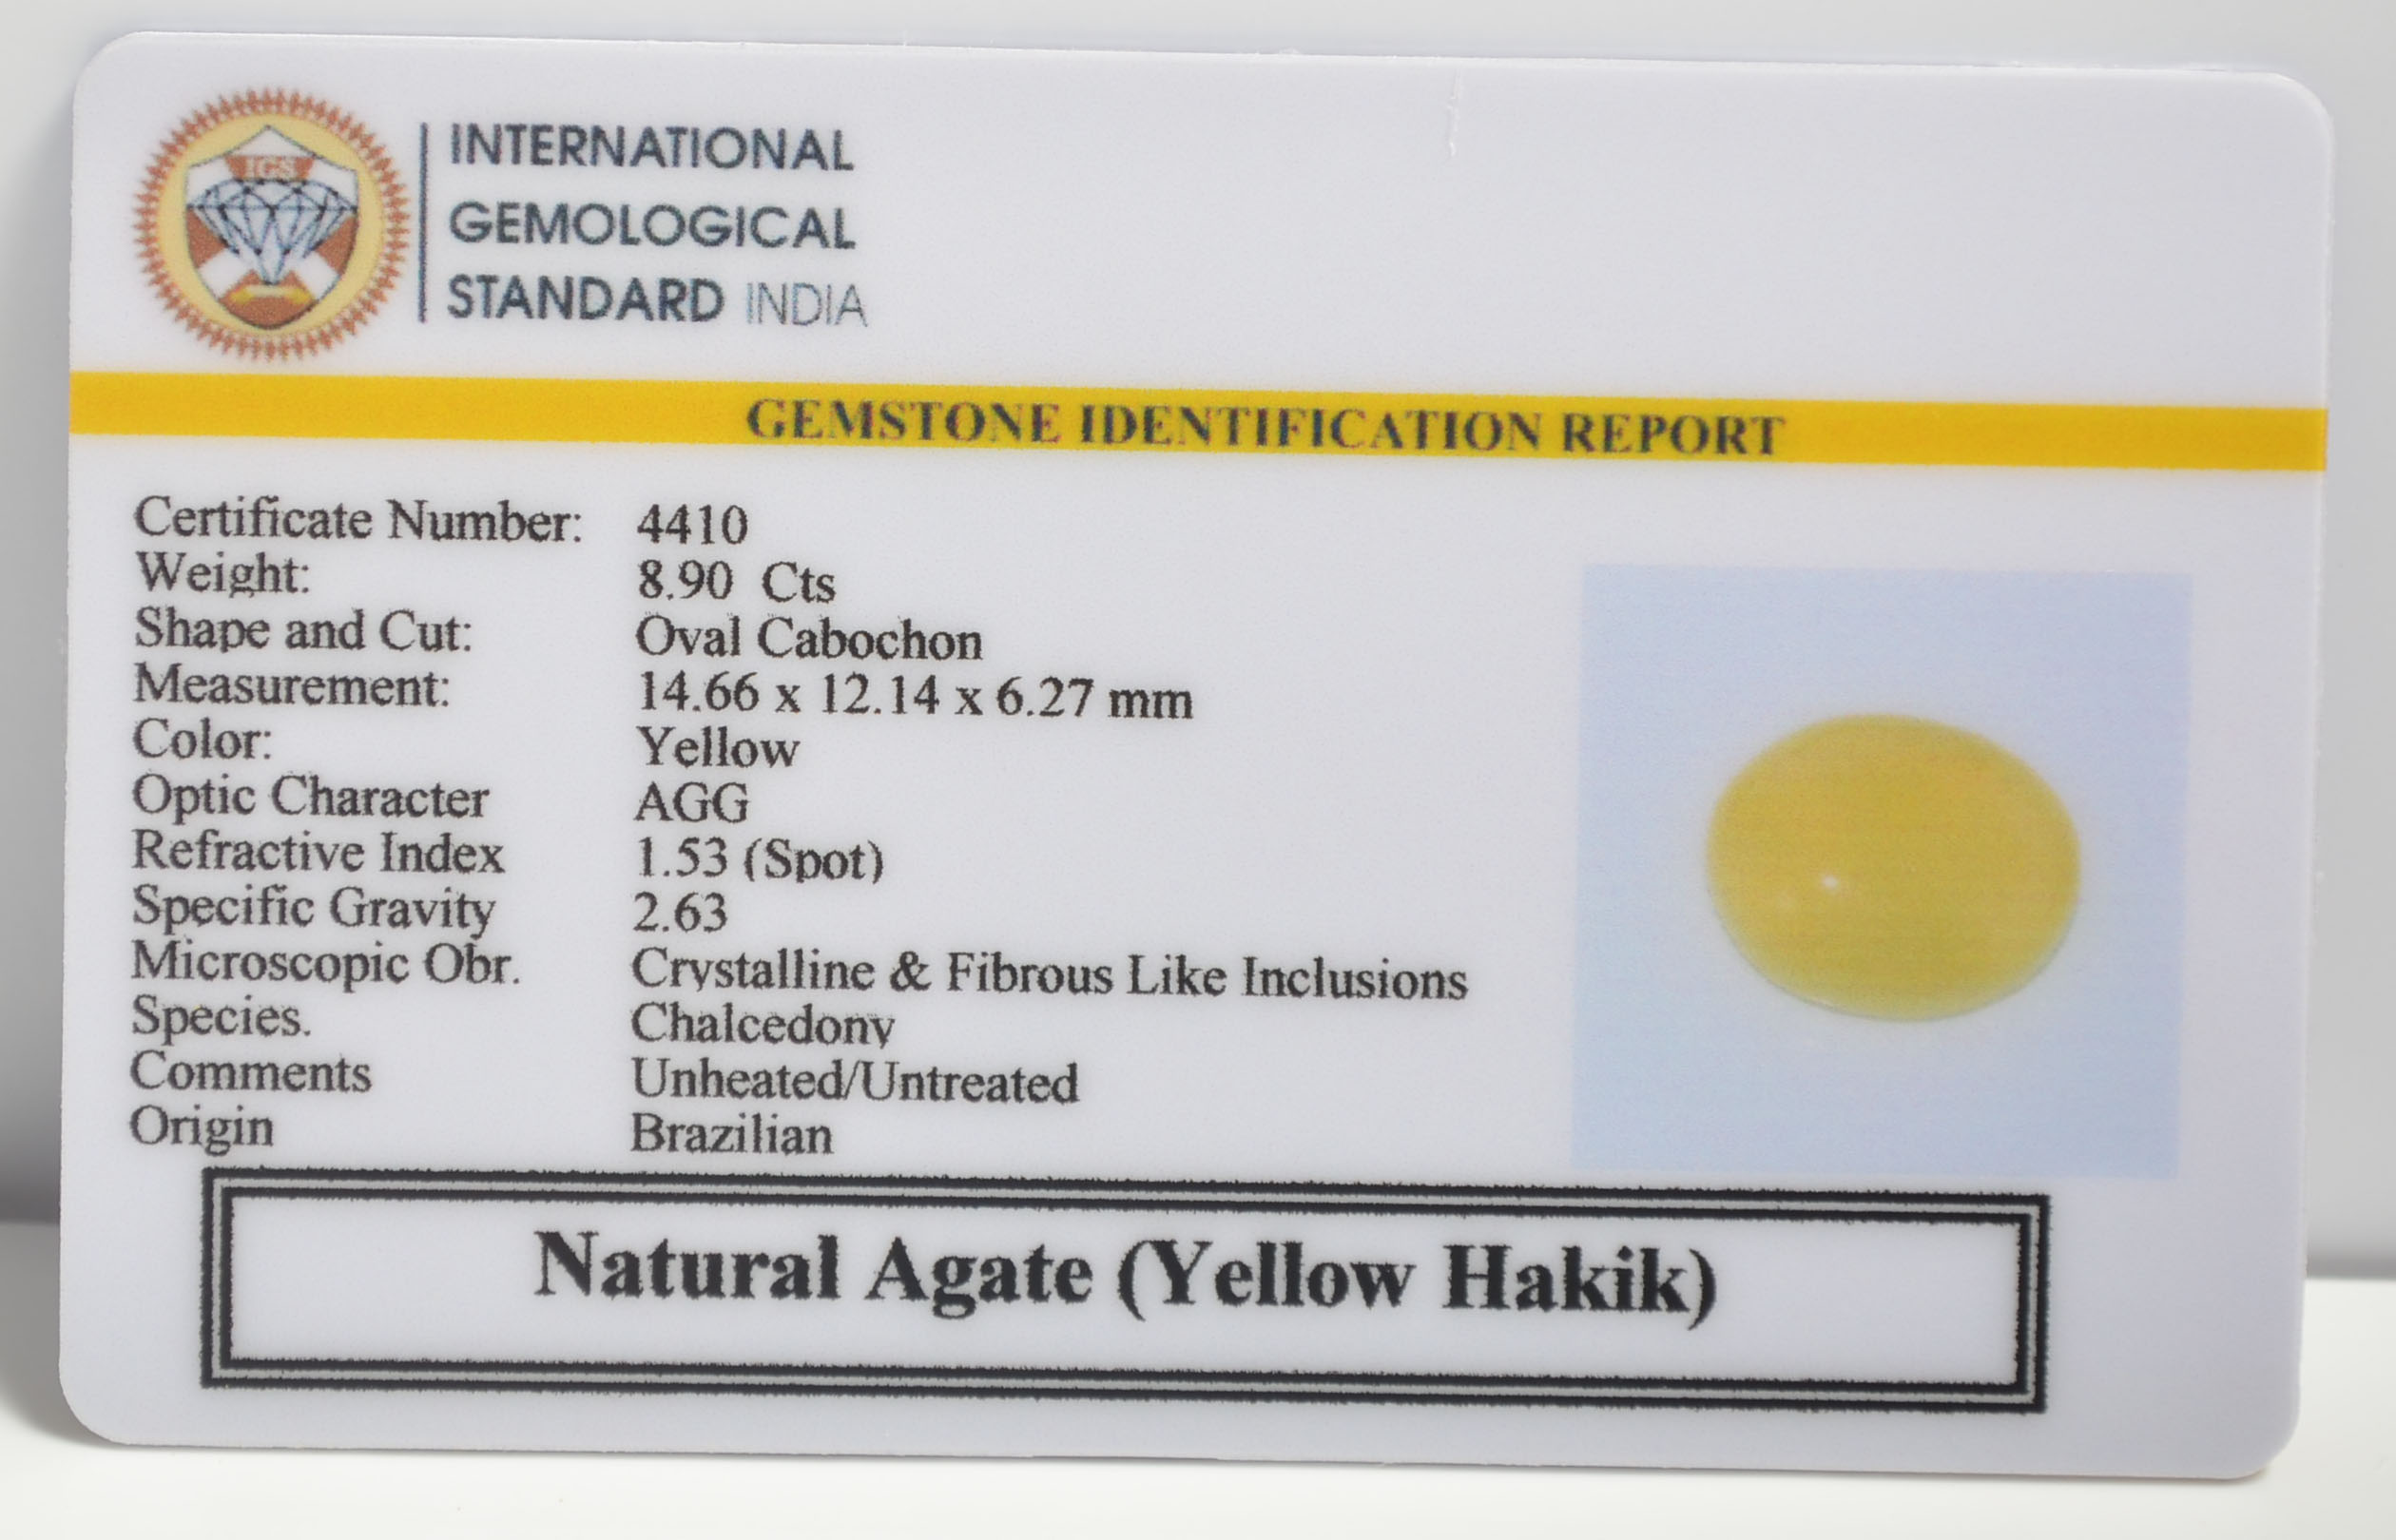 IGS
INTERNATIONAL
GEMOLOGICAL
STANDARD INDIA
GEMSTONE IDENTIFICATION REPORT
Certificate Number: 4410
Weight: 8.90 Cts
Shape and Cut: Oval Cabochon
Measurement: 14.66 x 12.14 x 6.27 mm
Color: Yellow
Optic Character AGG
Refractive Index 1.53 (Spot)
Specific Gravity 2.63
Microscopic Obr. Crystalline & Fibrous Like Inclusions
Species. Chalcedony
Comments Unheated/Untreated
Origin Brazilian
Natural Agate (Yellow Hakik)